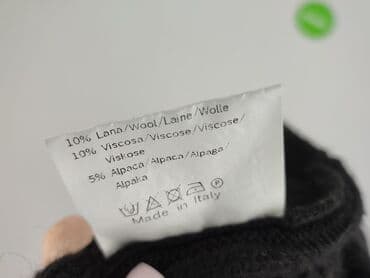 10% Lana/Wool/Laine/Wolle
10% Viscosa/Viscose/Viscose/
Viskose
5% Alpaca/Alpaca/Alpaga/
Alpaka
Made in Italy